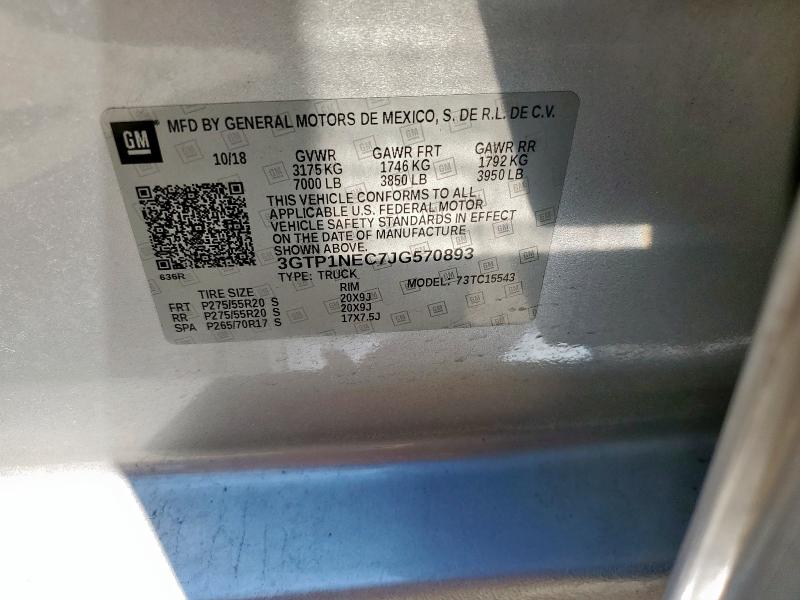 GM
MFD BY GENERAL MOTORS DE MEXICO, S. DE R.L. DE C.V.
10/18 GVWR GAWR FRT GAWR RR
3175 KG 1746 KG 1792 KG
7000 LB 3850 LB 3950 LB
THIS VEHICLE CONFORMS TO ALL
APPLICABLE U.S. FEDERAL MOTOR
VEHICLE SAFETY STANDARDS IN EFFECT
ON THE DATE OF MANUFACTURE
SHOWN ABOVE.
636R
3GTP1NEC7JG570893
TYPE: TRUCK MODEL: 73TC15543
TIRE SIZE RIM
FRT P275/55R20 S 20X9J
RR P275/55R20 S 20X9J
SPA P265/70R17 S 17X7.5J